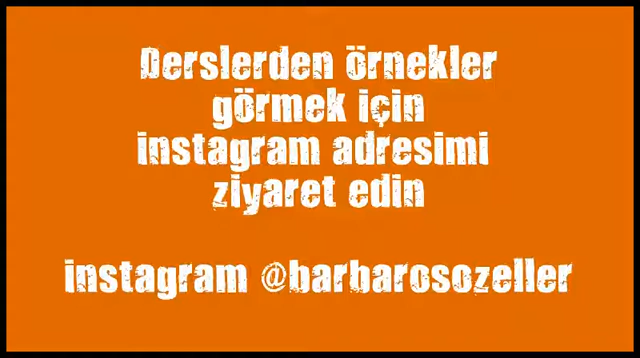 Derslerden örnekler
görmek için
instagram adresimi
ziyaret edin
instagram @barbarosozeller